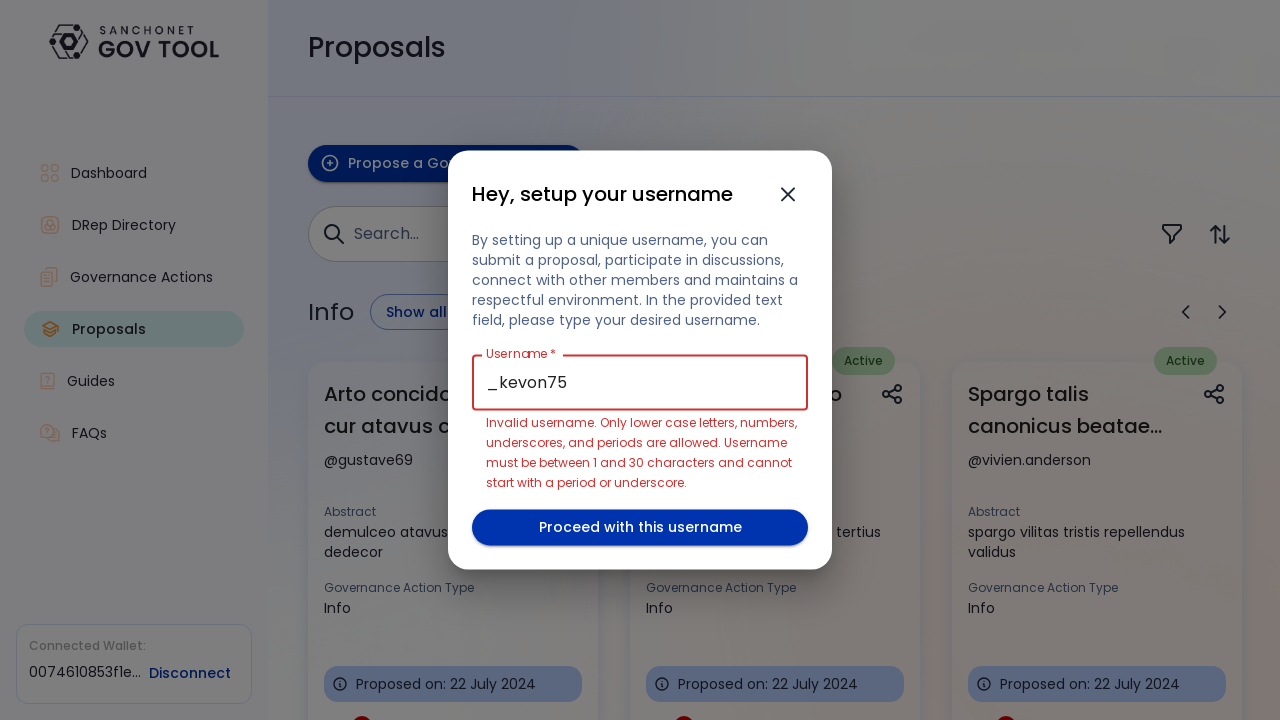 SANCHONET
GOV TOOL
Proposals
Dashboard
DRep Directory
Governance Actions
Proposals
Guides
FAQs
Connected Wallet:
0074610853f1e...
Disconnect
Propose a Go
Search...
Info
Show all
Hey, setup your username
By setting up a unique username, you can
submit a proposal, participate in discussions,
connect with other members and maintains a
respectful environment. In the provided text
field, please type your desired username.
Username *
_kevon75
Invalid username. Only lower case letters, numbers,
underscores, and periods are allowed. Username
must be between 1 and 30 characters and cannot
start with a period or underscore.
Proceed with this username
Arto concido
cur atavus c
@gustave69
Abstract
demulceo atavus
dedecor
Governance Action Type
Info
Proposed on: 22 July 2024
Active
o
tertius
Governance Action Type
Info
Proposed on: 22 July 2024
Active
Spargo talis
canonicus beatae...
@vivien.anderson
Abstract
spargo vilitas tristis repellendus
validus
Governance Action Type
Info
Proposed on: 22 July 2024